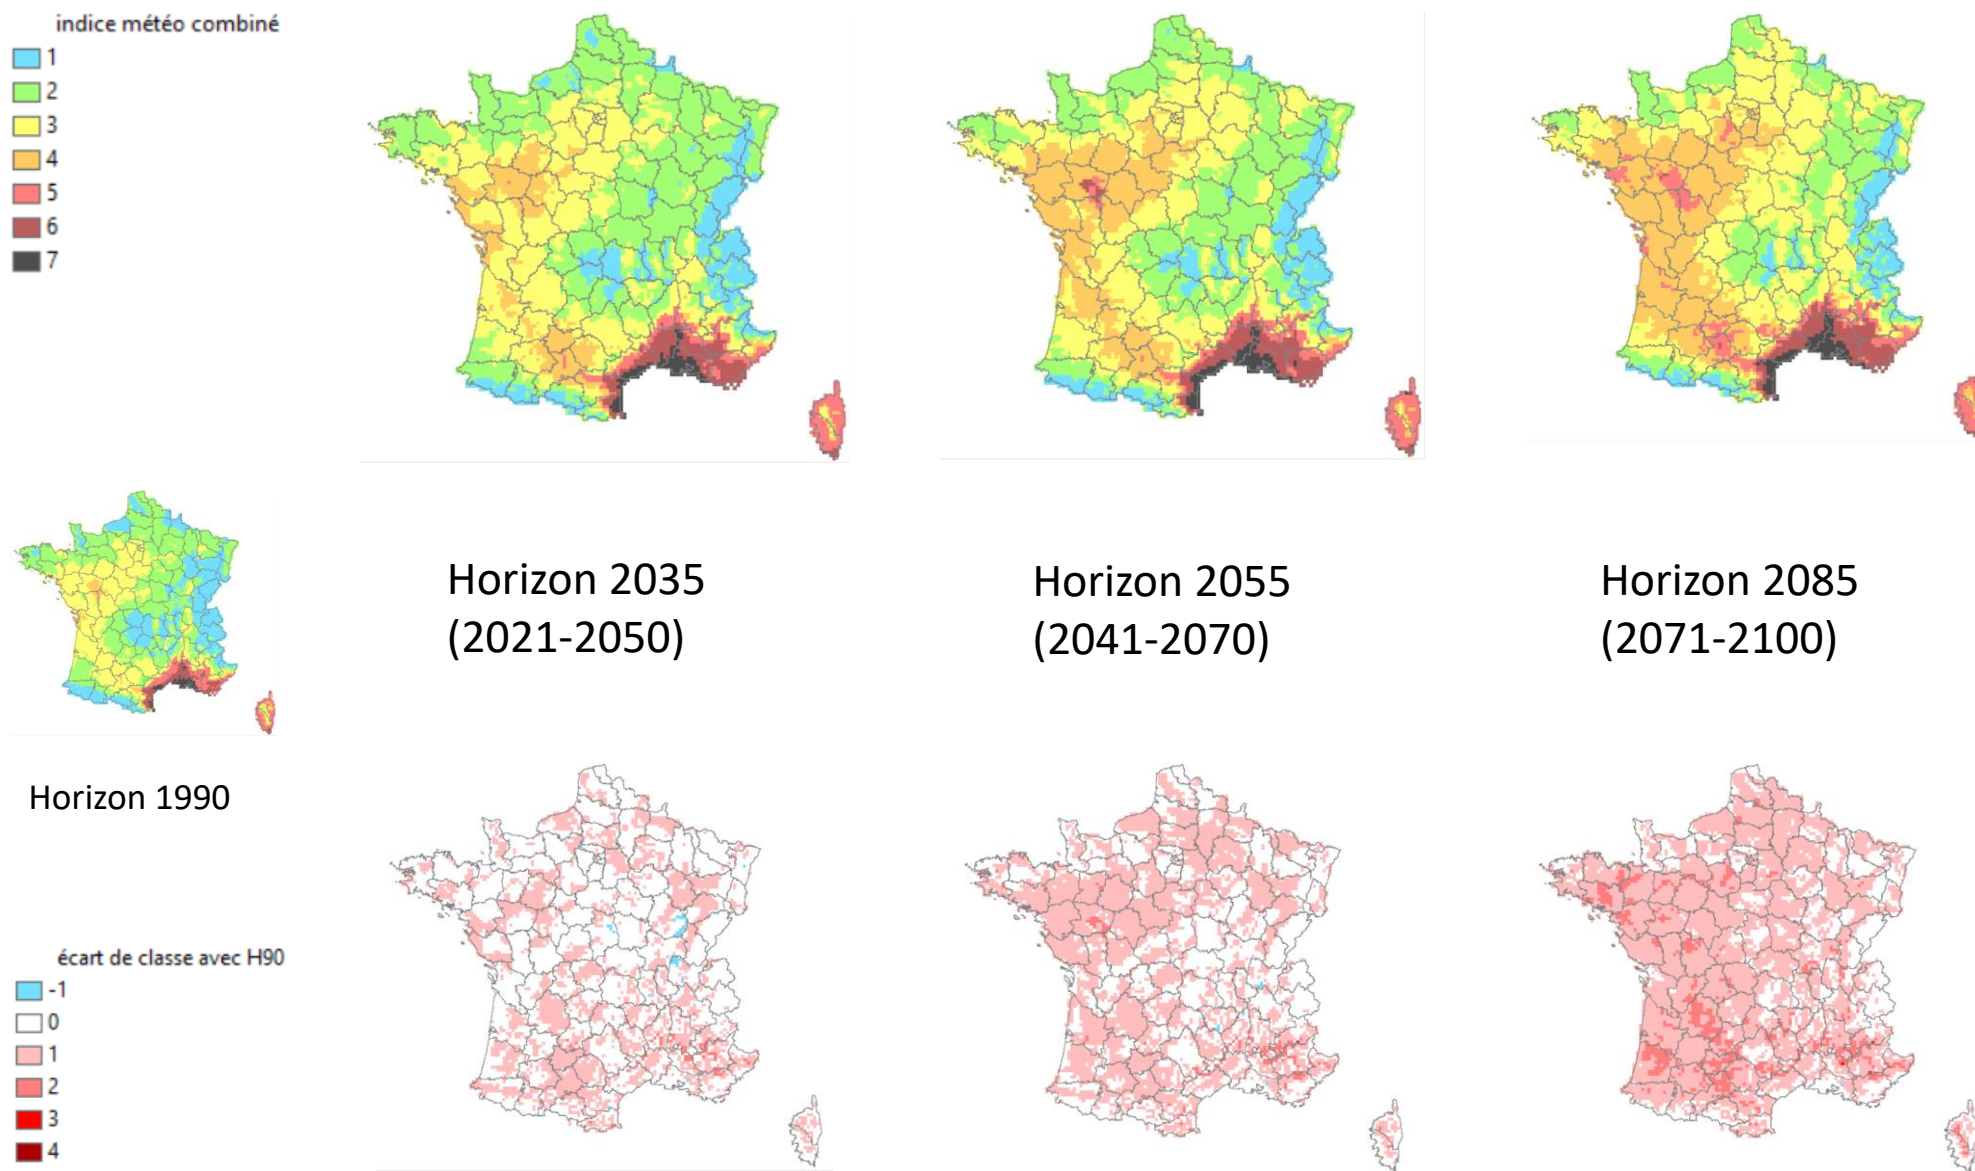 indice météo combiné
1
2
3
4
5
6
7
Horizon 1990
Horizon 2035
(2021-2050)
Horizon 2055
(2041-2070)
Horizon 2085
(2071-2100)
écart de classe avec H90
-1
0
1
2
3
4